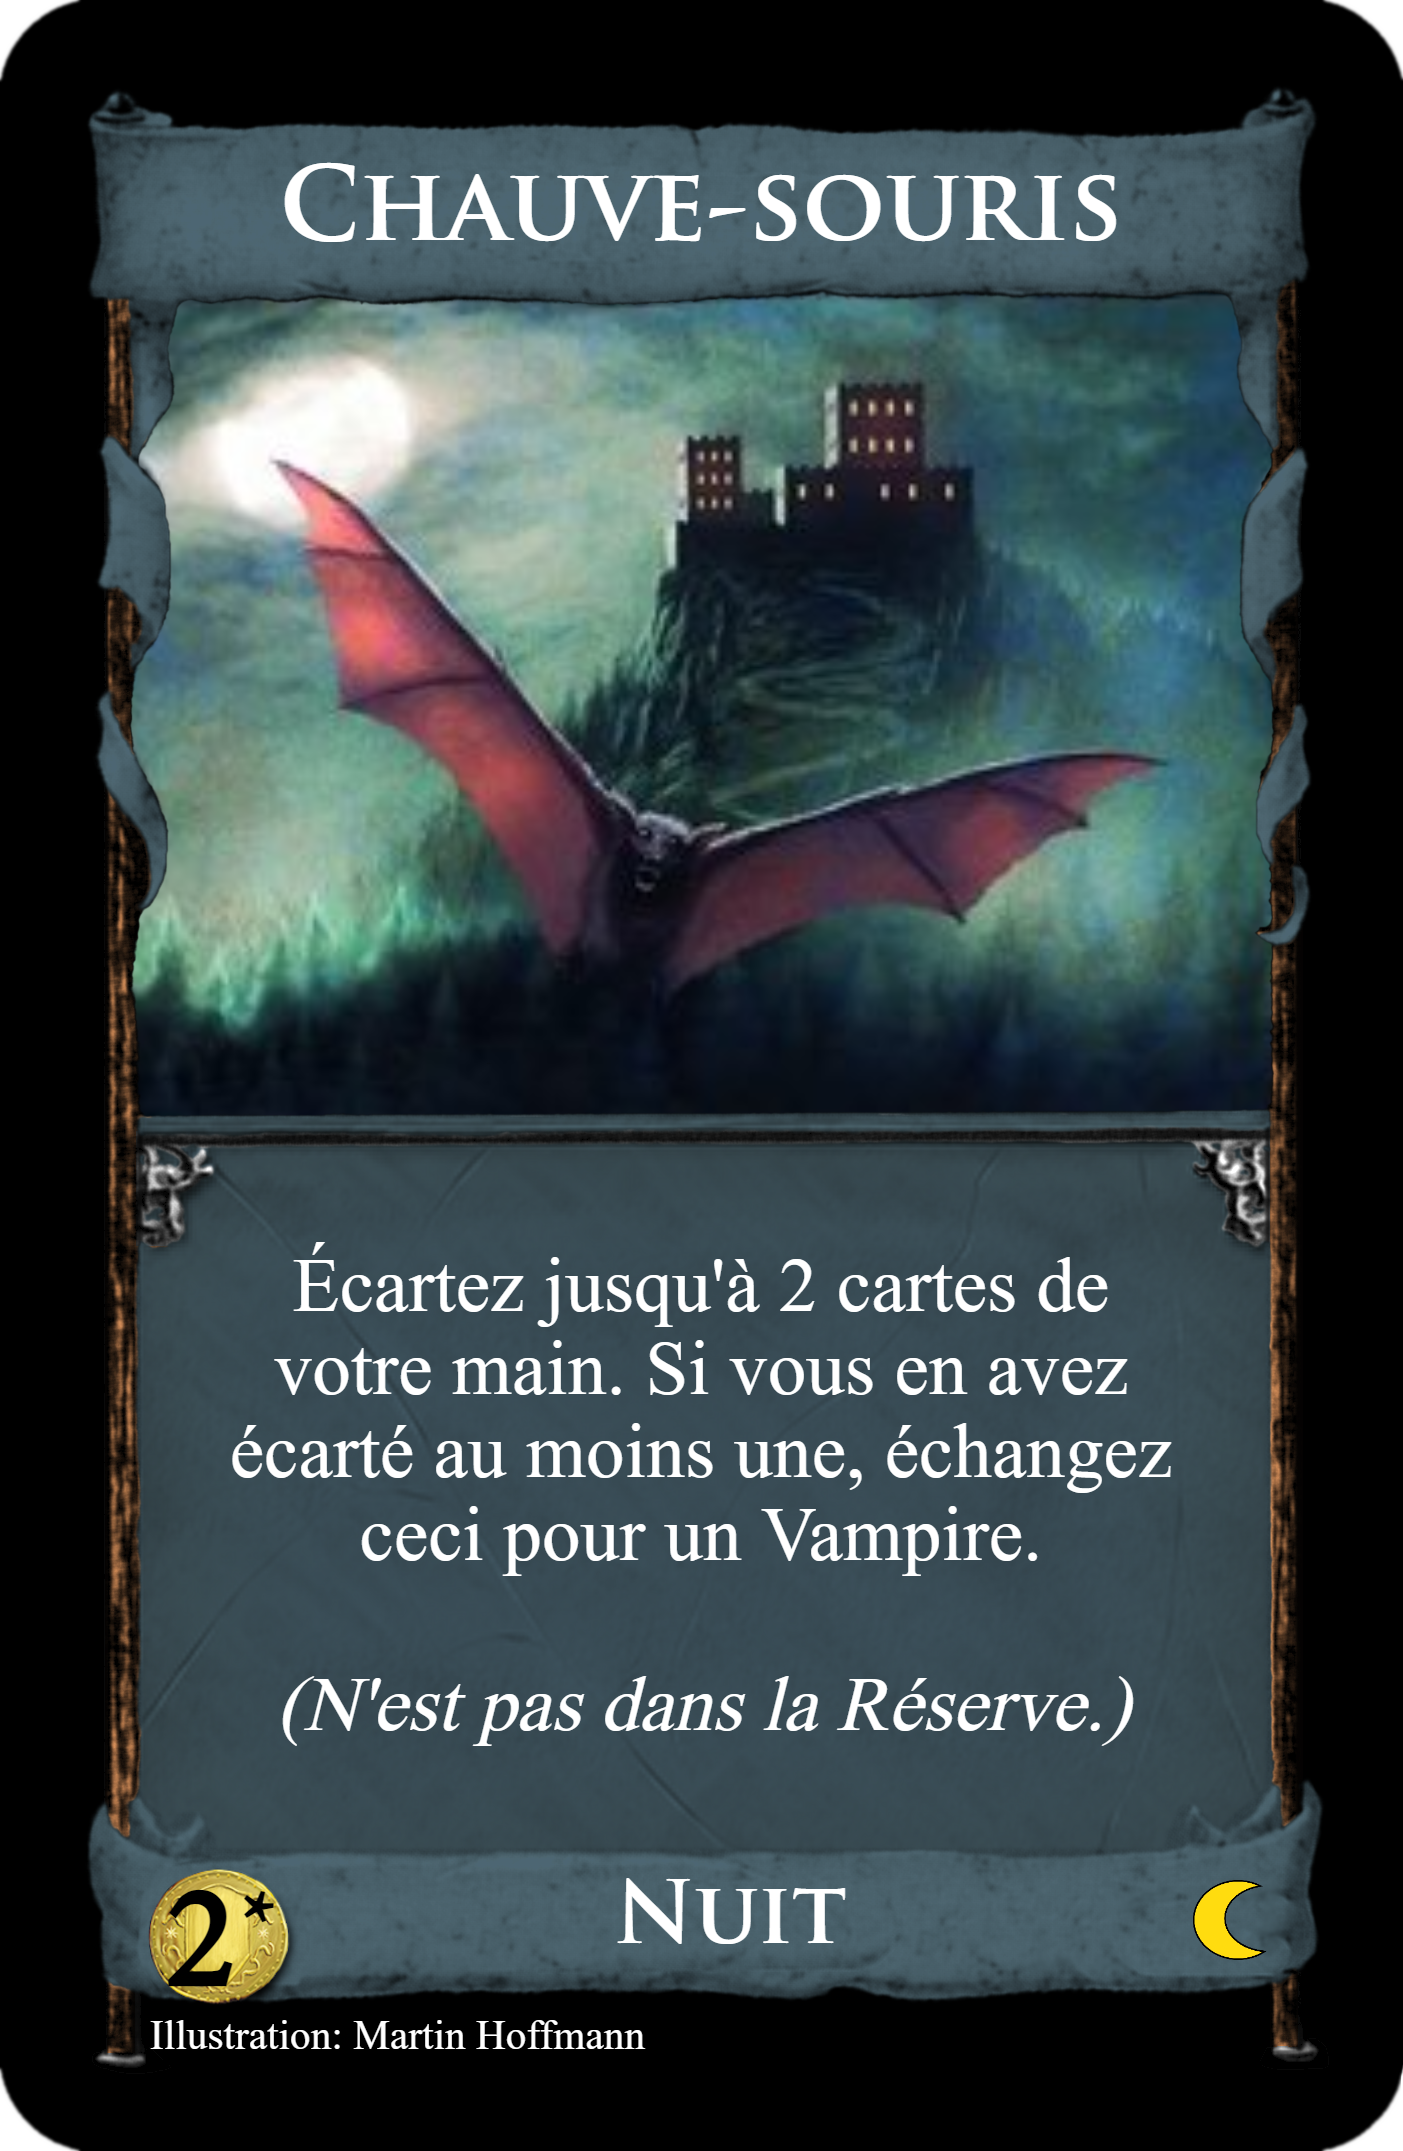 Chauve-souris
Écartez jusqu'à 2 cartes de
votre main. Si vous en avez
écarté au moins une, échangez
ceci pour un Vampire.
(N'est pas dans la Réserve.)
2*
Nuit
Illustration: Martin Hoffmann